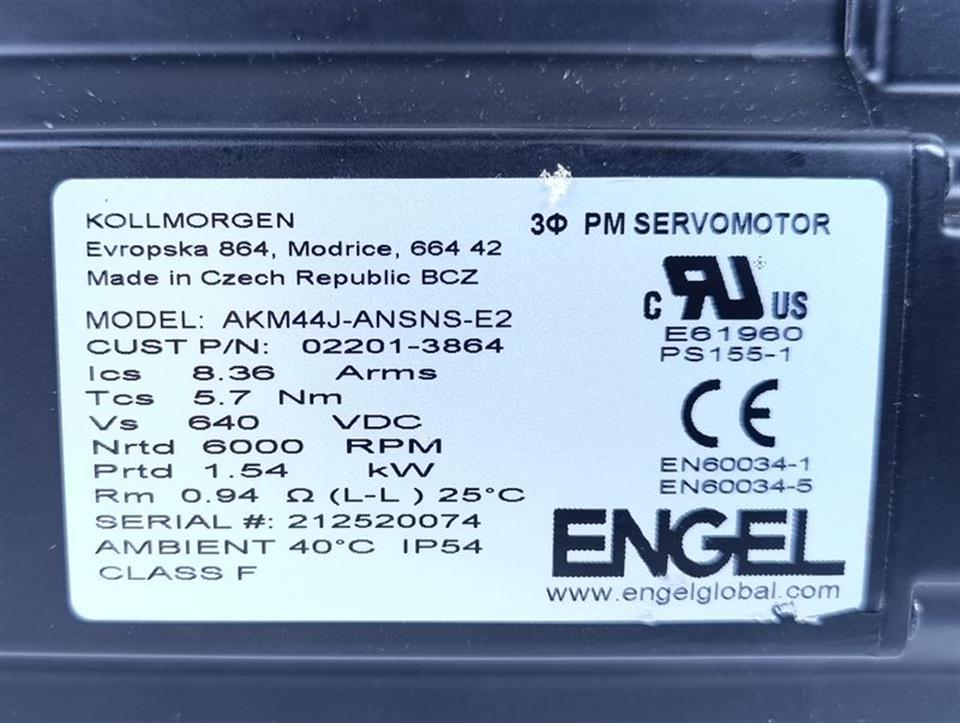 KOLLMORGEN
Evropska 864, Modrice, 664 42
Made in Czech Republic BCZ
MODEL: AKM44J-ANSNS-E2
CUST P/N: 02201-3864
Ics 8.36 Arms
Tcs 5.7 Nm
Vs 640 VDC
Nrtd 6000 RPM
Prtd 1.54 kW
Rm 0.94 Ω (L-L ) 25°C
SERIAL #: 212520074
AMBIENT 40°C IP54
CLASS F
3Φ PM SERVOMOTOR
c RU US
E61960
PS155-1
CE
EN60034-1
EN60034-5
ENGEL
www.engelglobal.com